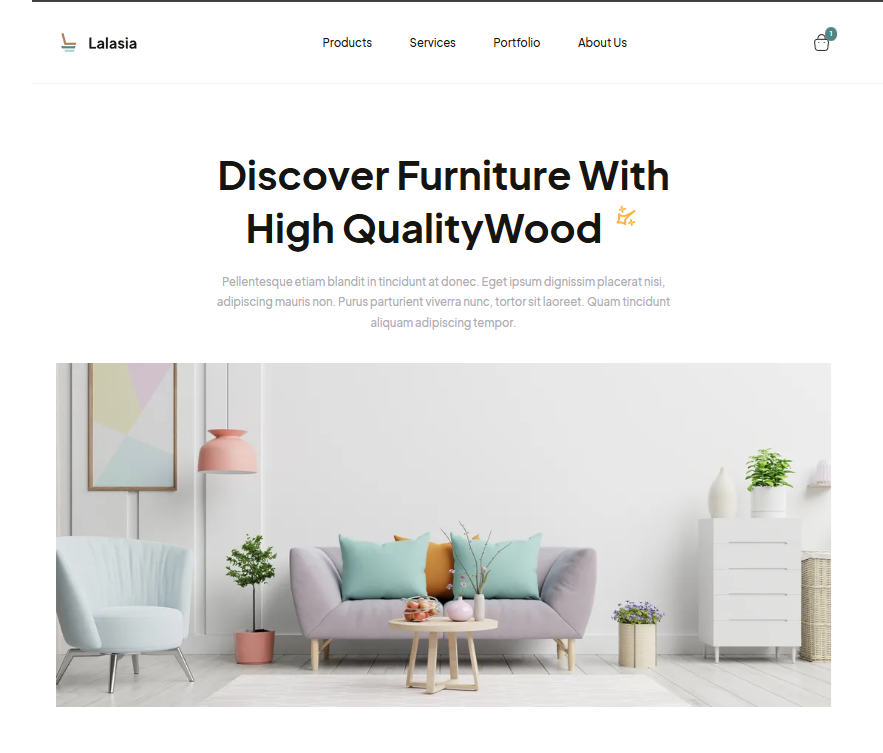 Lalasia
Products Services Portfolio About Us
1
Discover Furniture With
High QualityWood
Pellentesque etiam blandit in tincidunt at donec. Eget ipsum dignissim placerat nisi,
adipiscing mauris non. Purus parturient viverra nunc, tortor sit laoreet. Quam tincidunt
aliquam adipiscing tempor.